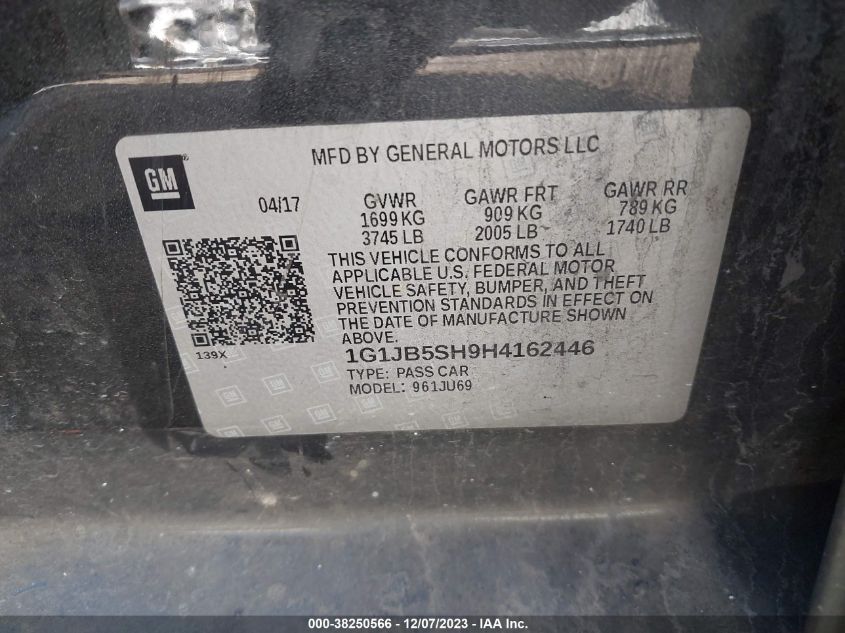 MFD BY GENERAL MOTORS LLC
GM®
04/17
GVWR GAWR FRT GAWR RR
1699 KG 909 KG 789 KG
3745 LB 2005 LB 1740 LB
THIS VEHICLE CONFORMS TO ALL
APPLICABLE U.S. FEDERAL MOTOR
VEHICLE SAFETY, BUMPER, AND THEFT
PREVENTION STANDARDS IN EFFECT ON
THE DATE OF MANUFACTURE SHOWN
ABOVE.
139X
1G1JB5SH9H4162446
TYPE: PASS CAR
MODEL: 961JU69
000-38250566 - 12/07/2023 - IAAI.com